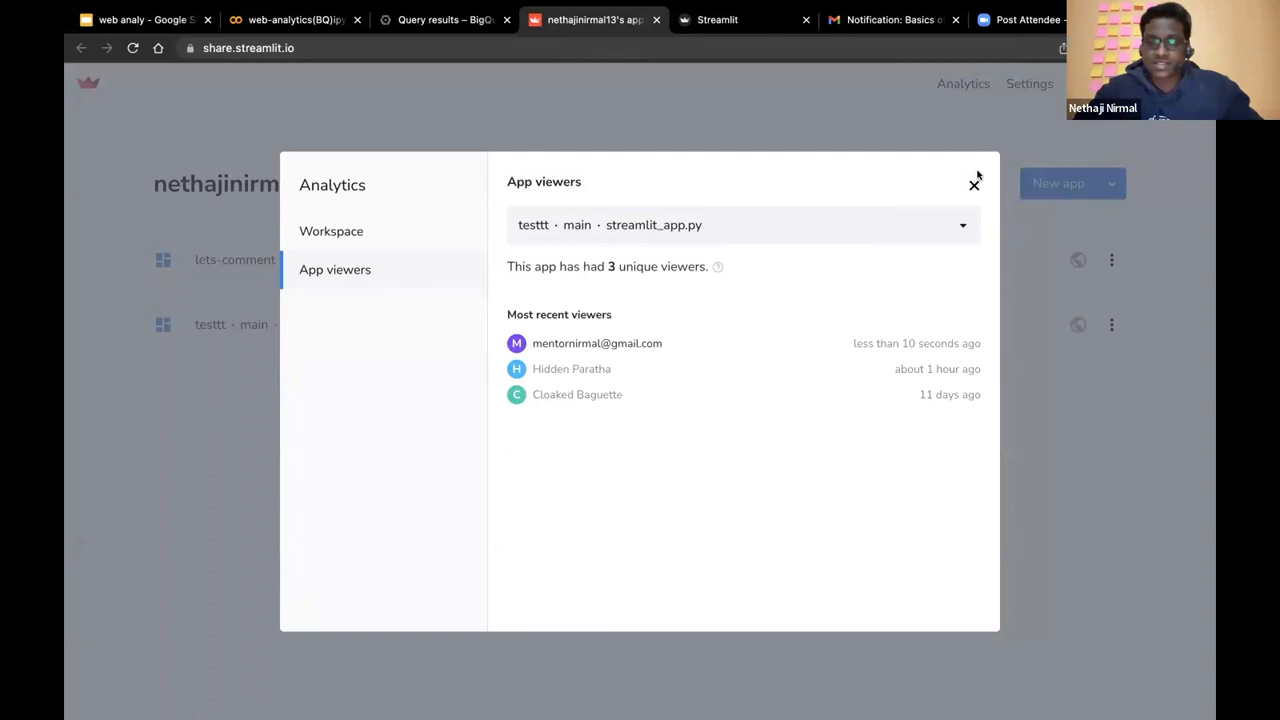 web analy - Google S
web-analytics(BQ)ipy
Query results – BigQ
nethajinirmal13's app
Streamlit
Notification: Basics o
Post Attendee -
share.streamlit.io
Analytics
Settings
Nethaji Nirmal
nethajinirm
New app
lets-comment
testtt · main ·
Analytics
Workspace
App viewers
App viewers
testtt · main · streamlit_app.py
This app has had 3 unique viewers.
Most recent viewers
M mentornirmal@gmail.com less than 10 seconds ago
H Hidden Paratha about 1 hour ago
C Cloaked Baguette 11 days ago